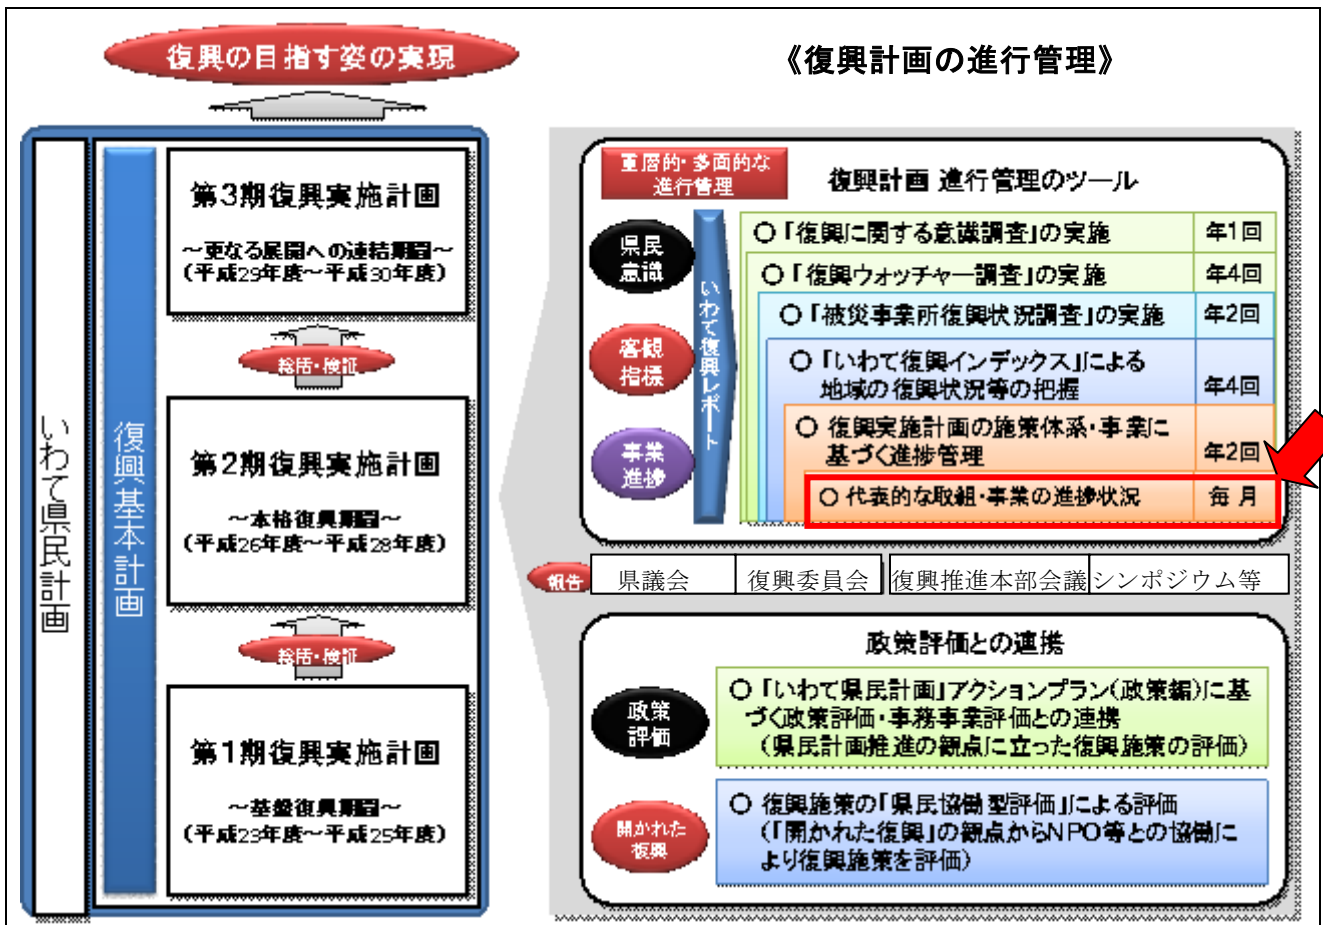 復興の目指す姿の実現
《復興計画の進行管理》
いわて県民計画
復興基本計画
第3期復興実施計画
～更なる展開への連結期間～
(平成29年度～平成30年度)
総括・検証
第2期復興実施計画
～本格復興期間～
(平成26年度～平成28年度)
総括・検証
第1期復興実施計画
～基盤復興期間～
(平成23年度～平成25年度)
重層的・多面的な
進行管理
復興計画 進行管理のツール
県民
意識
客観
指標
事業
進捗
いわて復興レポート
○「復興に関する意識調査」の実施 年1回
○「復興ウォッチャー調査」の実施 年4回
○「被災事業所復興状況調査」の実施 年2回
○「いわて復興インデックス」による
地域の復興状況等の把握 年4回
○ 復興実施計画の施策体系・事業に
基づく進捗管理 年2回
○ 代表的な取組・事業の進捗状況 毎 月
報告
県議会
復興委員会
復興推進本部会議
シンポジウム等
政策評価との連携
政策
評価
○「いわて県民計画」アクションプラン(政策編)に基
づく政策評価・事務事業評価との連携
(県民計画推進の観点に立った復興施策の評価)
開かれた
復興
○ 復興施策の「県民協働型評価」による評価
(「開かれた復興」の観点からNPO等との協働に
より復興施策を評価)